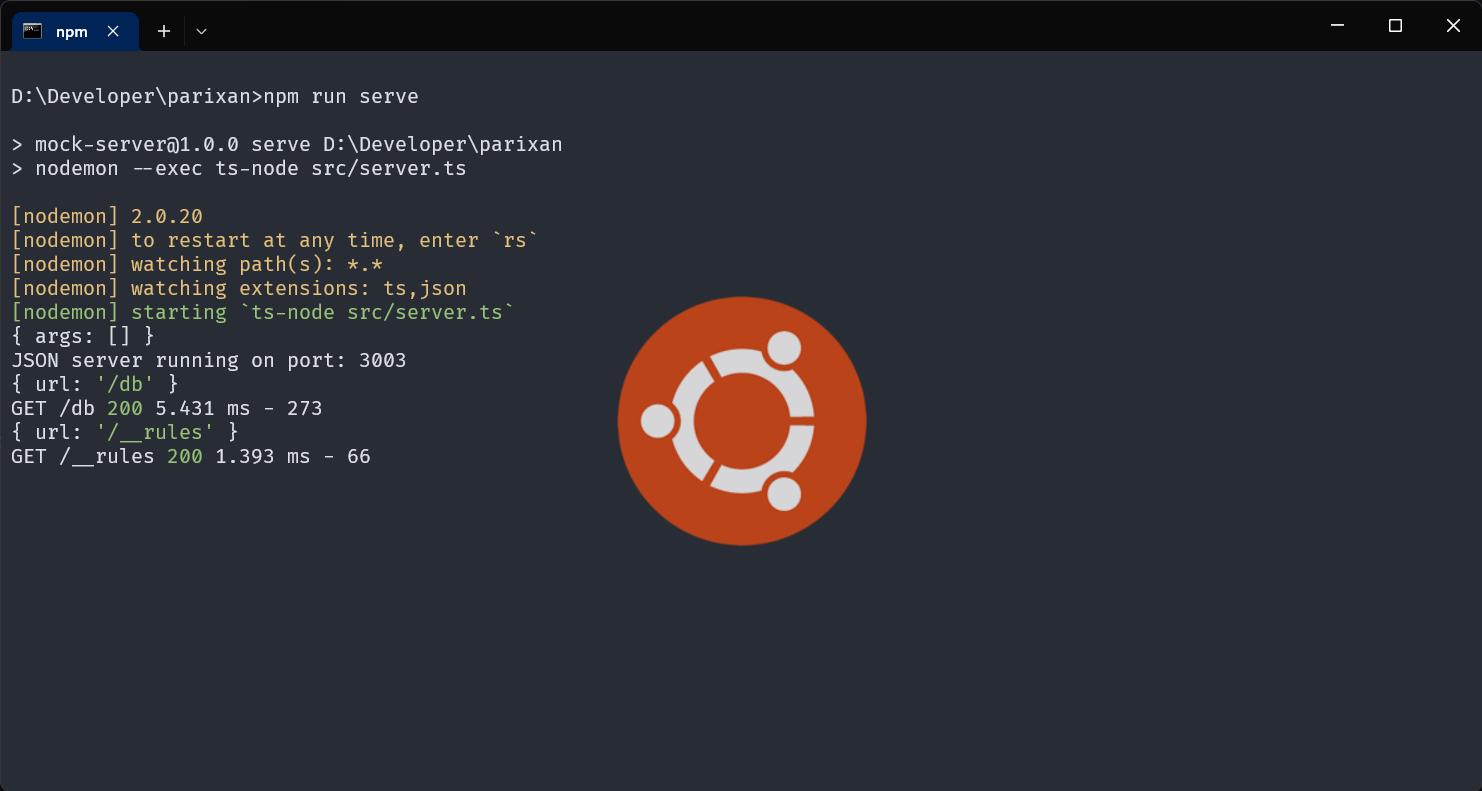 npm
D:\Developer\parixan>npm run serve
> mock-server@1.0.0 serve D:\Developer\parixan
> nodemon --exec ts-node src/server.ts
[nodemon] 2.0.20
[nodemon] to restart at any time, enter `rs`
[nodemon] watching path(s): *.*
[nodemon] watching extensions: ts,json
[nodemon] starting `ts-node src/server.ts`
{ args: [] }
JSON server running on port: 3003
{ url: '/db' }
GET /db 200 5.431 ms - 273
{ url: '/__rules' }
GET /__rules 200 1.393 ms - 66